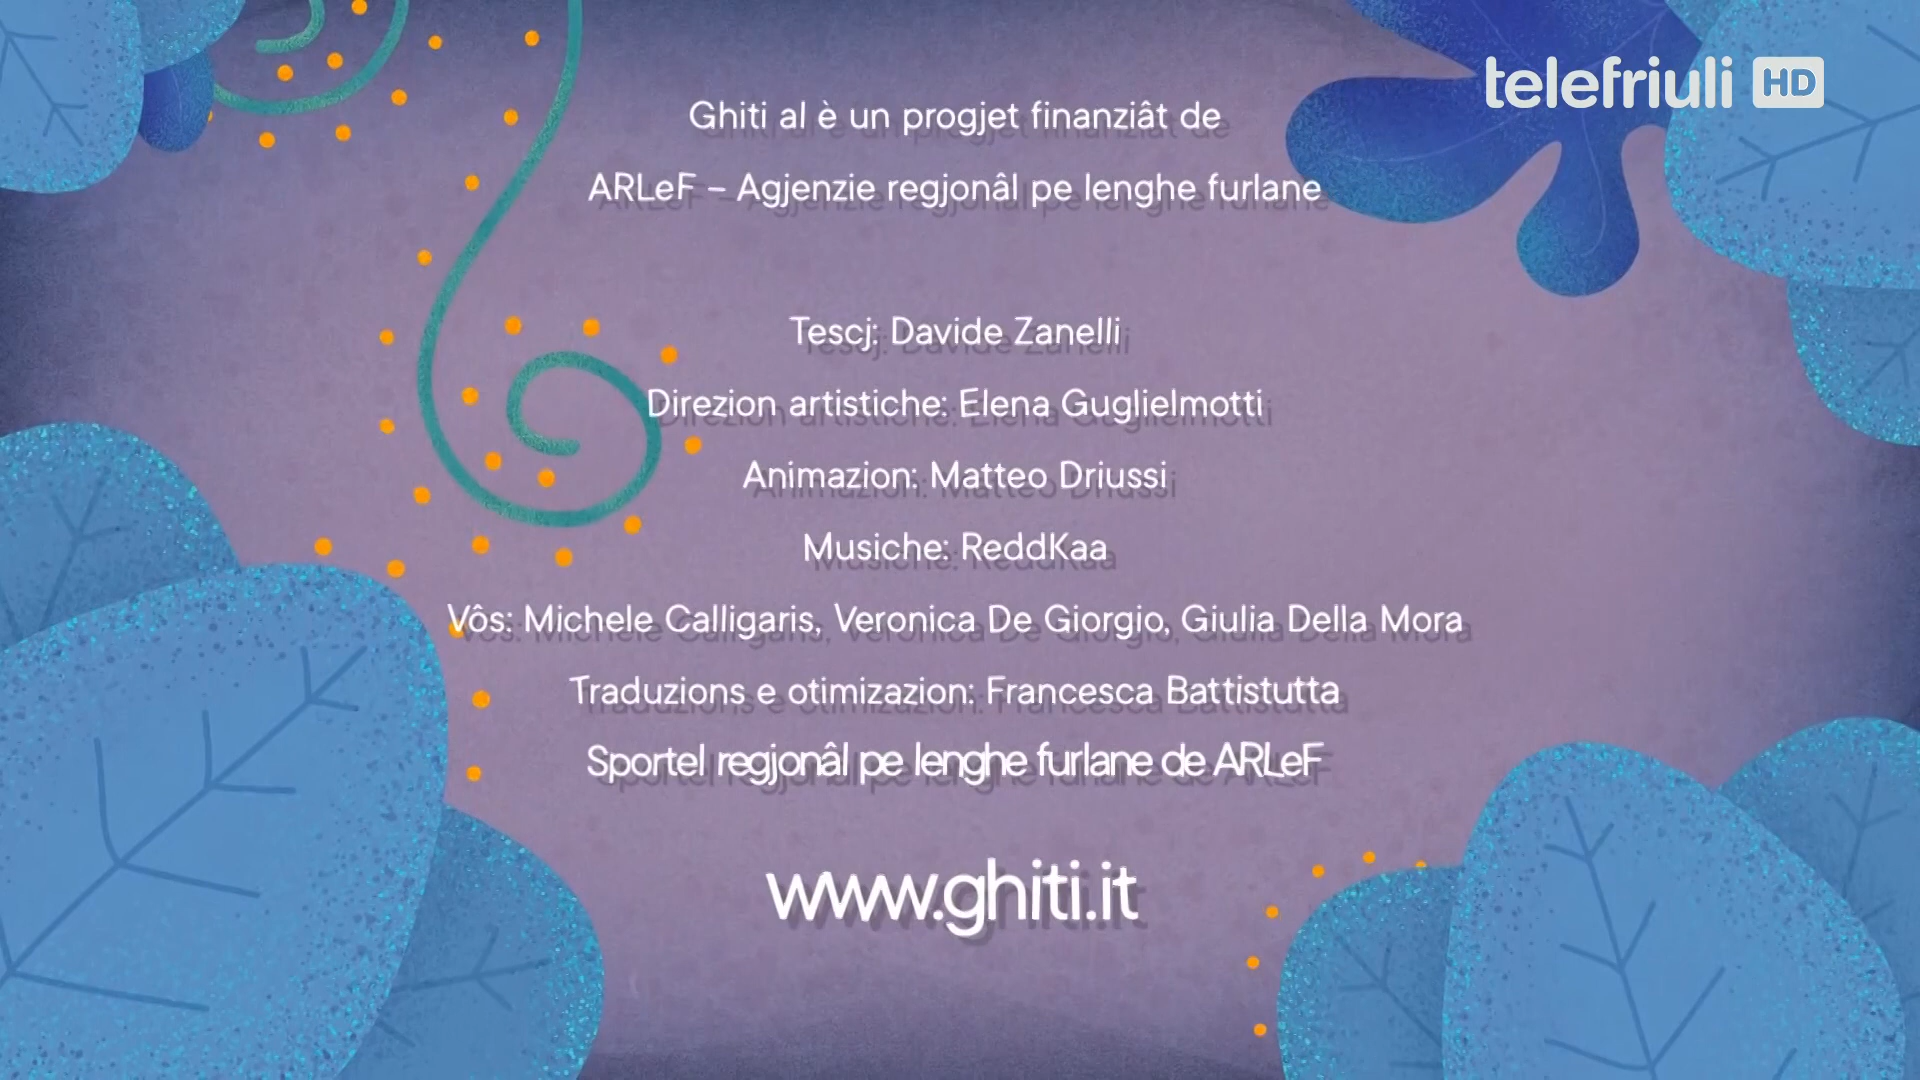 telefriuli HD
Ghiti al è un progjet finanziât de
ARLeF – Agjenzie regjonâl pe lenghe furlane
Tescj: Davide Zanelli
Direzion artistiche: Elena Guglielmotti
Animazion: Matteo Driussi
Musiche: ReddKaa
Vôs: Michele Calligaris, Veronica De Giorgio, Giulia Della Mora
Traduzions e otimizazion: Francesca Battistutta
Sportel regjonâl pe lenghe furlane de ARLeF
www.ghiti.it